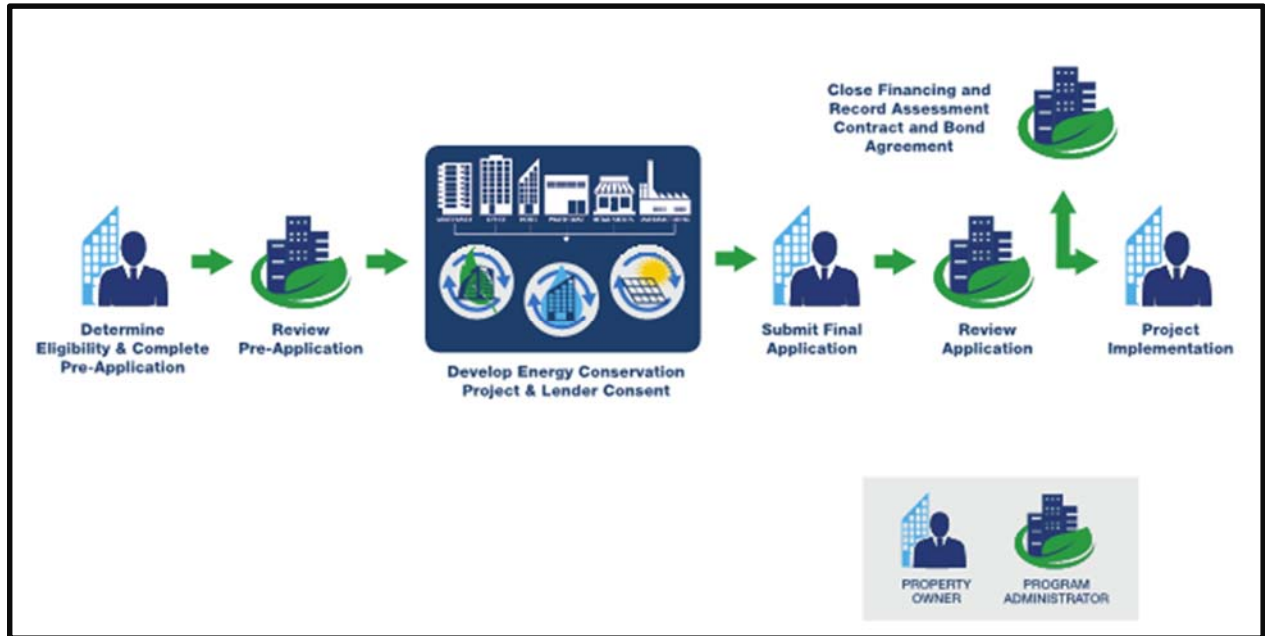 Close Financing and
Record Assessment
Contract and Bond
Agreement
Determine
Eligibility & Complete
Pre-Application
Review
Pre-Application
Develop Energy Conservation
Project & Lender Consent
Submit Final
Application
Review
Application
Project
Implementation
PROPERTY
OWNER
PROGRAM
ADMINISTRATOR